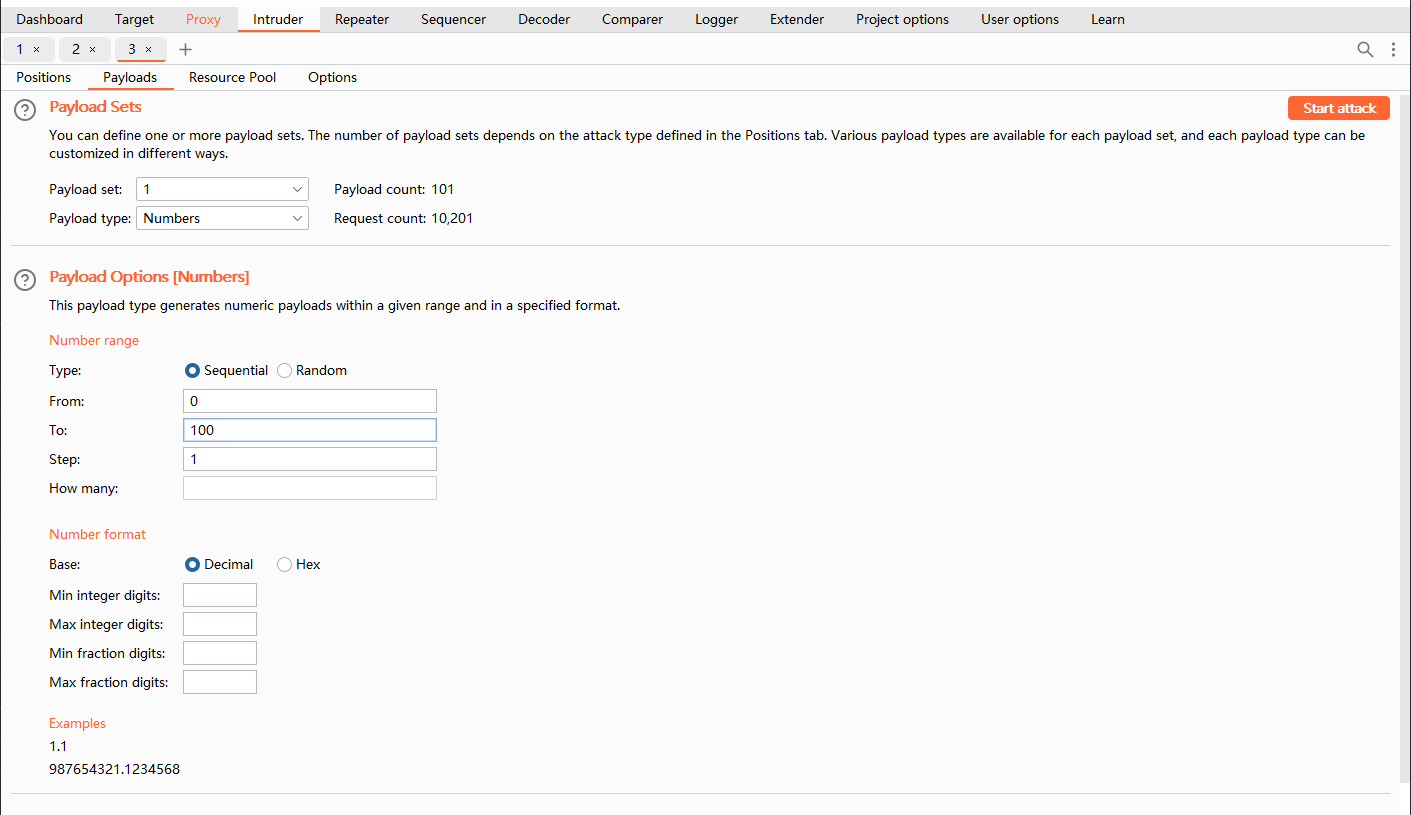 Dashboard Target Proxy Intruder Repeater Sequencer Decoder Comparer Logger Extender Project options User options Learn
1 × 2 × 3 × +
Positions Payloads Resource Pool Options
? Payload Sets Start attack
You can define one or more payload sets. The number of payload sets depends on the attack type defined in the Positions tab. Various payload types are available for each payload set, and each payload type can be
customized in different ways.
Payload set: 1 Payload count: 101
Payload type: Numbers Request count: 10,201
? Payload Options [Numbers]
This payload type generates numeric payloads within a given range and in a specified format.
Number range
Type: Sequential Random
From: 0
To: 100
Step: 1
How many:
Number format
Base: Decimal Hex
Min integer digits:
Max integer digits:
Min fraction digits:
Max fraction digits:
Examples
1.1
987654321.1234568